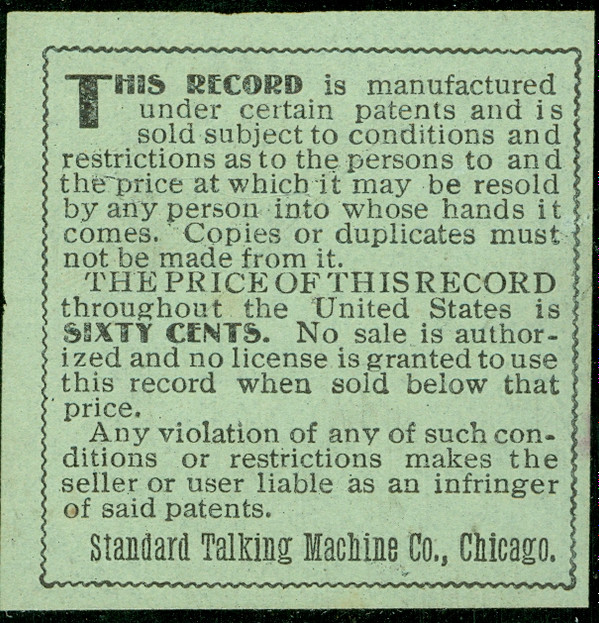 THIS RECORD is manufactured
under certain patents and is
sold subject to conditions and
restrictions as to the persons to and
the price at which it may be resold
by any person into whose hands it
comes. Copies or duplicates must
not be made from it.
THE PRICE OF THIS RECORD
throughout the United States is
SIXTY CENTS. No sale is author-
ized and no license is granted to use
this record when sold below that
price.
Any violation of any of such con-
ditions or restrictions makes the
seller or user liable as an infringer
of said patents.
Standard Talking Machine Co., Chicago.